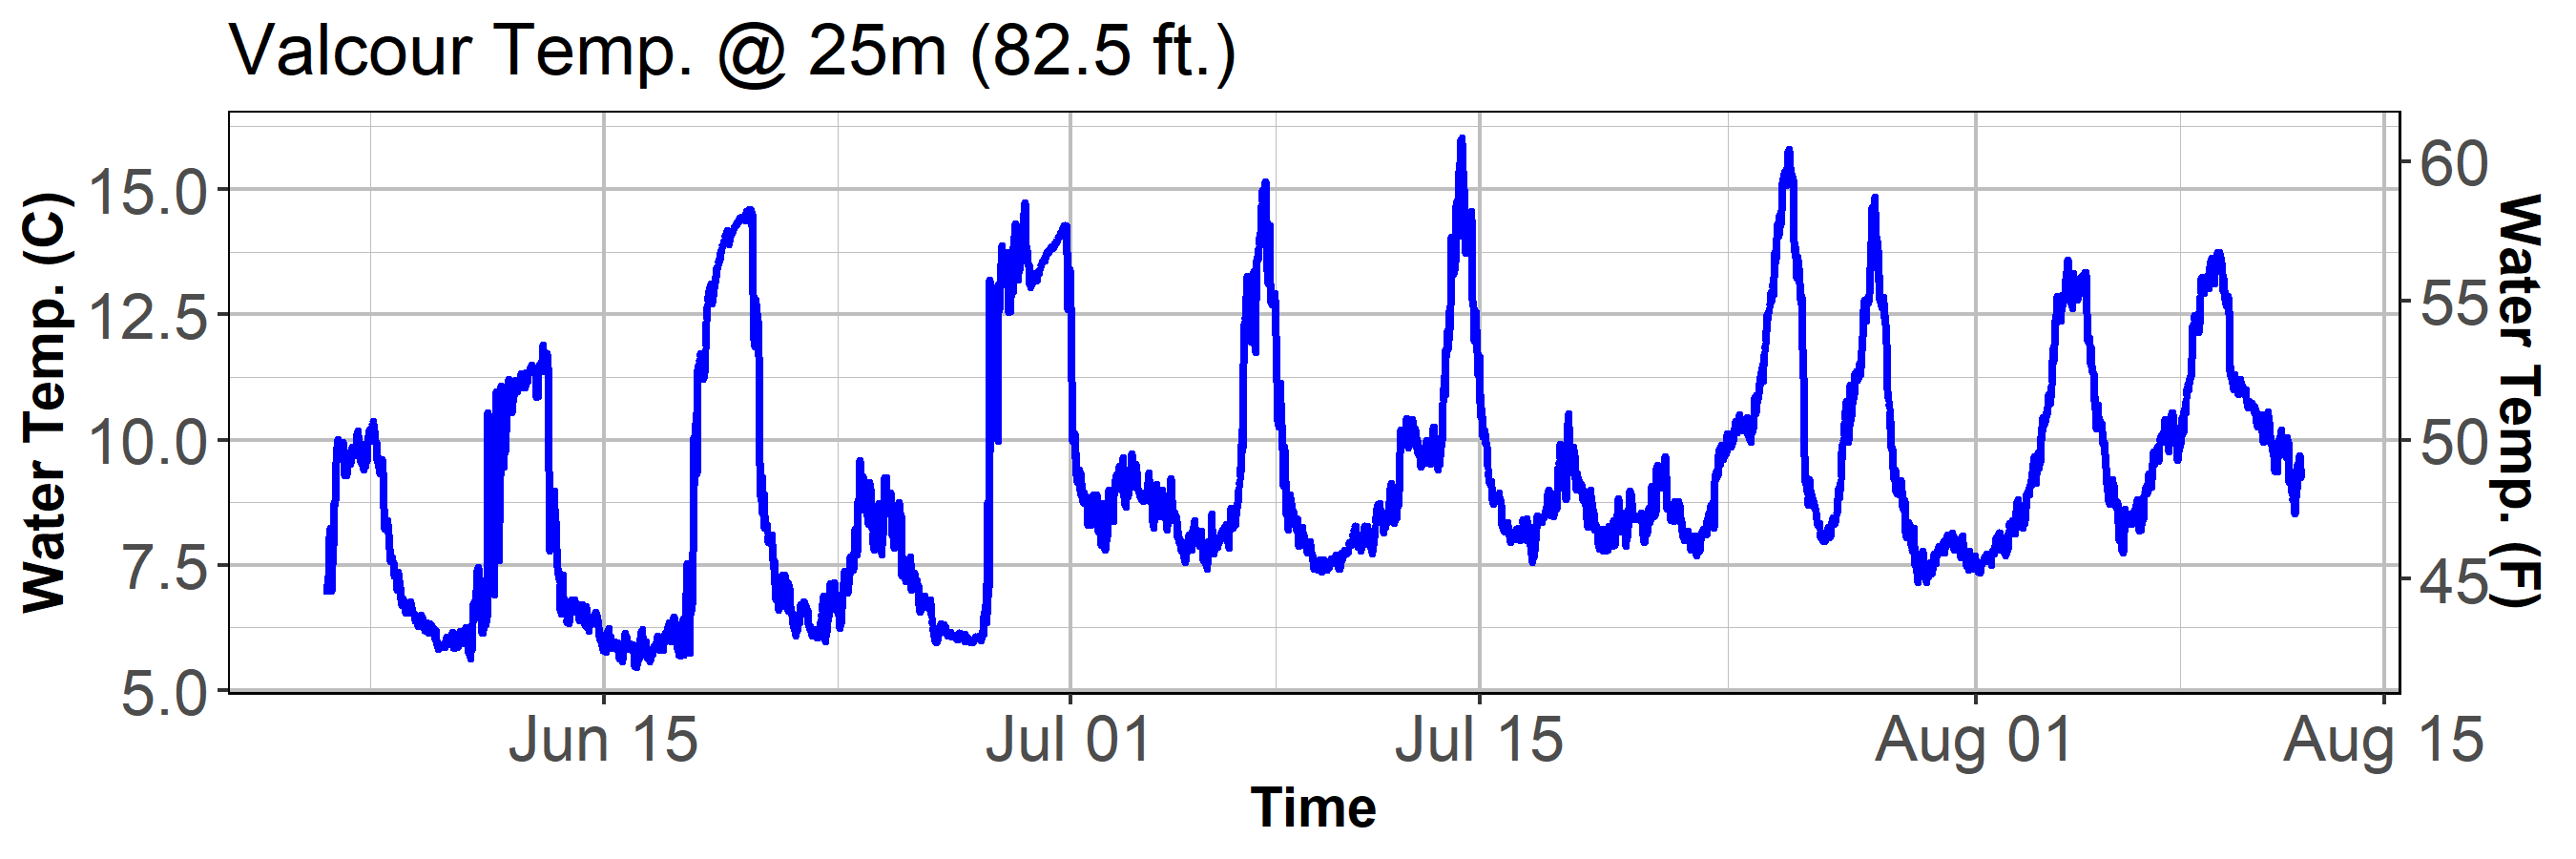 Valcour Temp. @ 25m (82.5 ft.)
Water Temp. (C)
15.0
12.5
10.0
7.5
5.0
60
55
50
45
Water Temp. (F)
Jun 15
Jul 01
Jul 15
Aug 01
Aug 15
Time